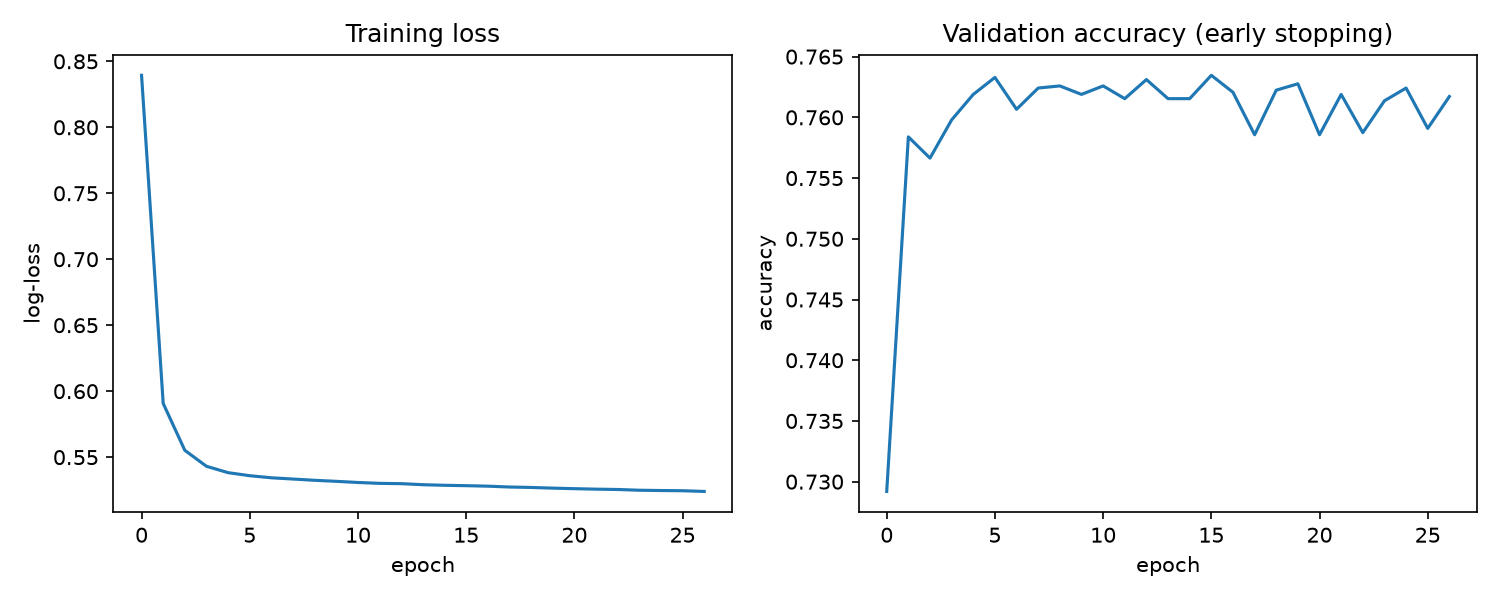 Training loss
0.85
0.80
0.75
0.70
0.65
0.60
0.55
log-loss
0 5 10 15 20 25
epoch
Validation accuracy (early stopping)
0.765
0.760
0.755
0.750
0.745
0.740
0.735
0.730
accuracy
0 5 10 15 20 25
epoch